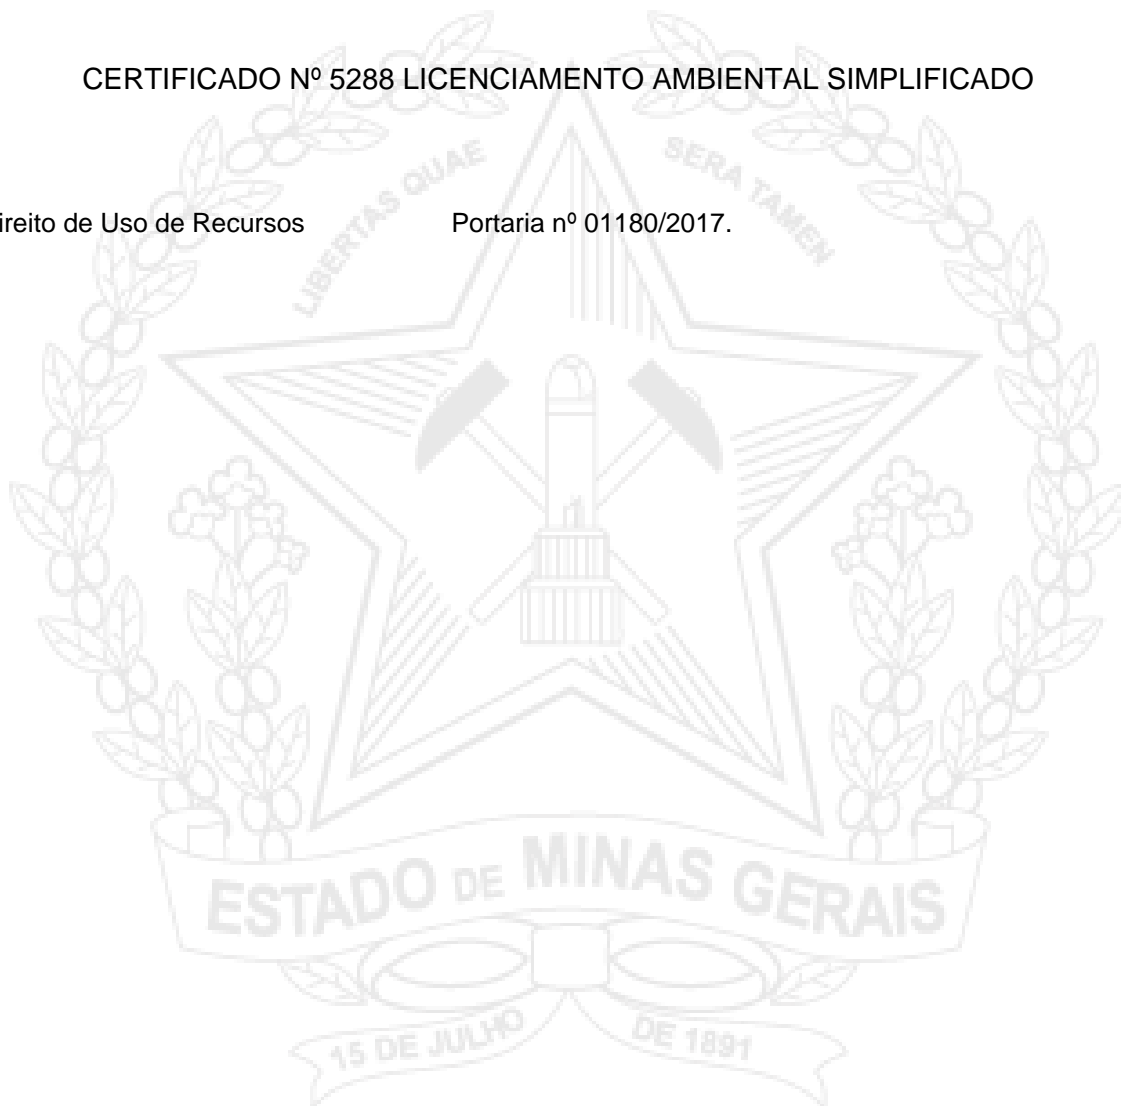 CERTIFICADO Nº 5288 LICENCIAMENTO AMBIENTAL SIMPLIFICADO
LIBERTAS QUAE SERA TAMEN
ireito de Uso de Recursos Portaria nº 01180/2017.
ESTADO DE MINAS GERAIS
15 DE JULHO DE 1891